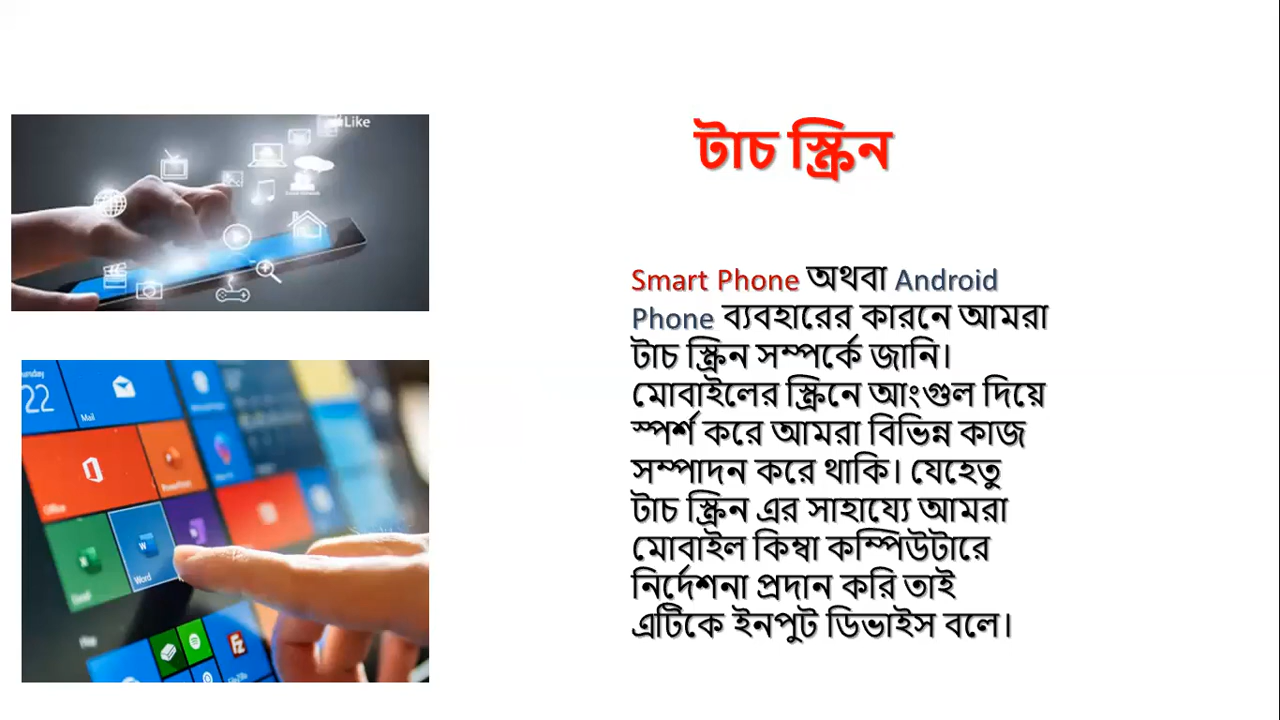 টাচ স্ক্রিন
Smart Phone অথবা Android
Phone ব্যবহারের কারনে আমরা
টাচ স্ক্রিন সম্পর্কে জানি।
মোবাইলের স্ক্রিনে আংগুল দিয়ে
স্পর্শ করে আমরা বিভিন্ন কাজ
সম্পাদন করে থাকি। যেহেতু
টাচ স্ক্রিন এর সাহায্যে আমরা
মোবাইল কিম্বা কম্পিউটারে
নির্দেশনা প্রদান করি তাই
এটিকে ইনপুট ডিভাইস বলে।
Like
22
Mail
Office
Word